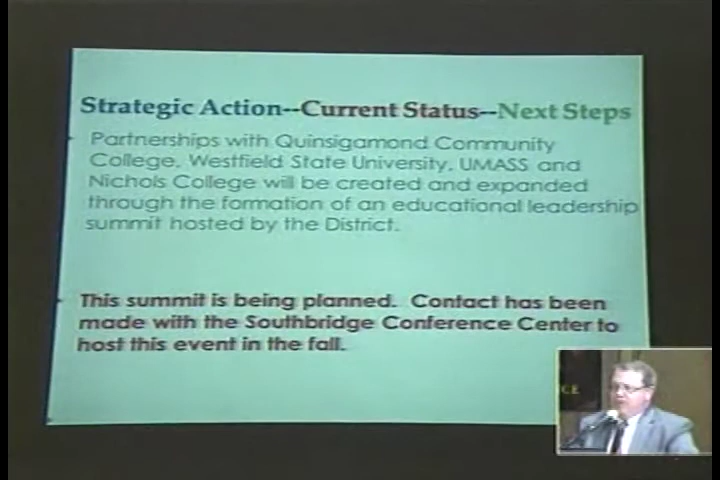 Strategic Action--Current Status--Next Steps
Partnerships with Quinsigamond Community
College, Westfield State University, UMASS and
Nichols College will be created and expanded
through the formation of an educational leadership
summit hosted by the District.
This summit is being planned. Contact has been
made with the Southbridge Conference Center to
host this event in the fall.
CE